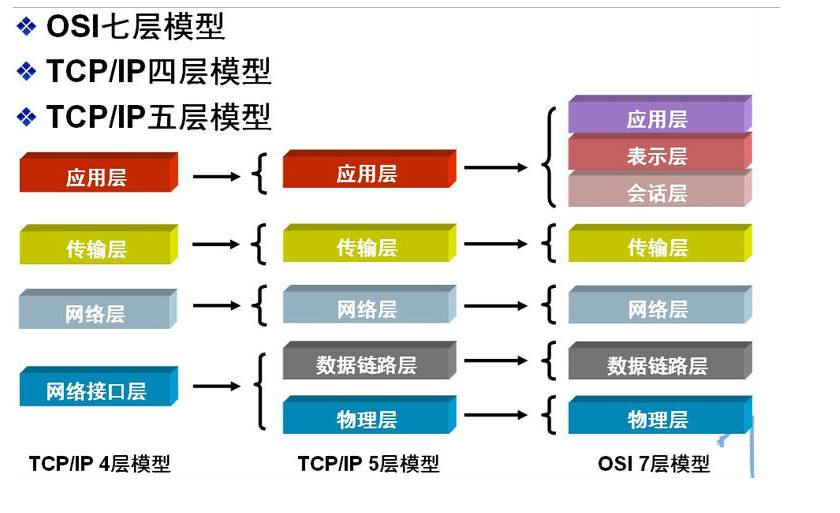 OSI七层模型
TCP/IP四层模型
TCP/IP五层模型
应用层
传输层
网络层
网络接口层
TCP/IP 4层模型
应用层
传输层
网络层
数据链路层
物理层
TCP/IP 5层模型
应用层
表示层
会话层
传输层
网络层
数据链路层
物理层
OSI 7层模型